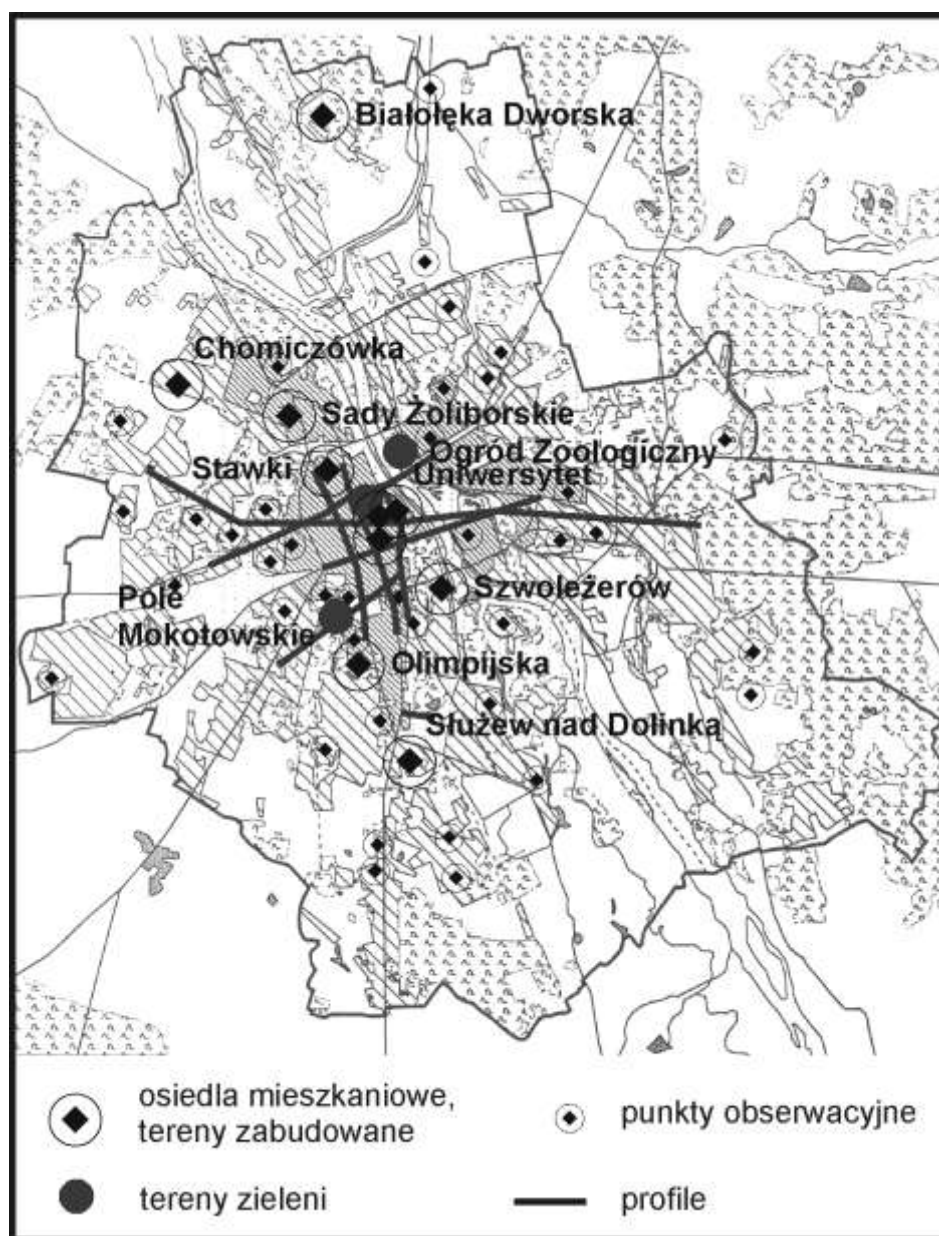 Białołęka Dworska
Chomiczówka
Sady Żoliborskie
Ogród Zoologiczny
Stawki
Uniwersytet
Szwoleżerów
Pole
Mokotowskie
Olimpijska
Służew nad Dolinką
osiedla mieszkaniowe,
tereny zabudowane
punkty obserwacyjne
tereny zieleni
profile